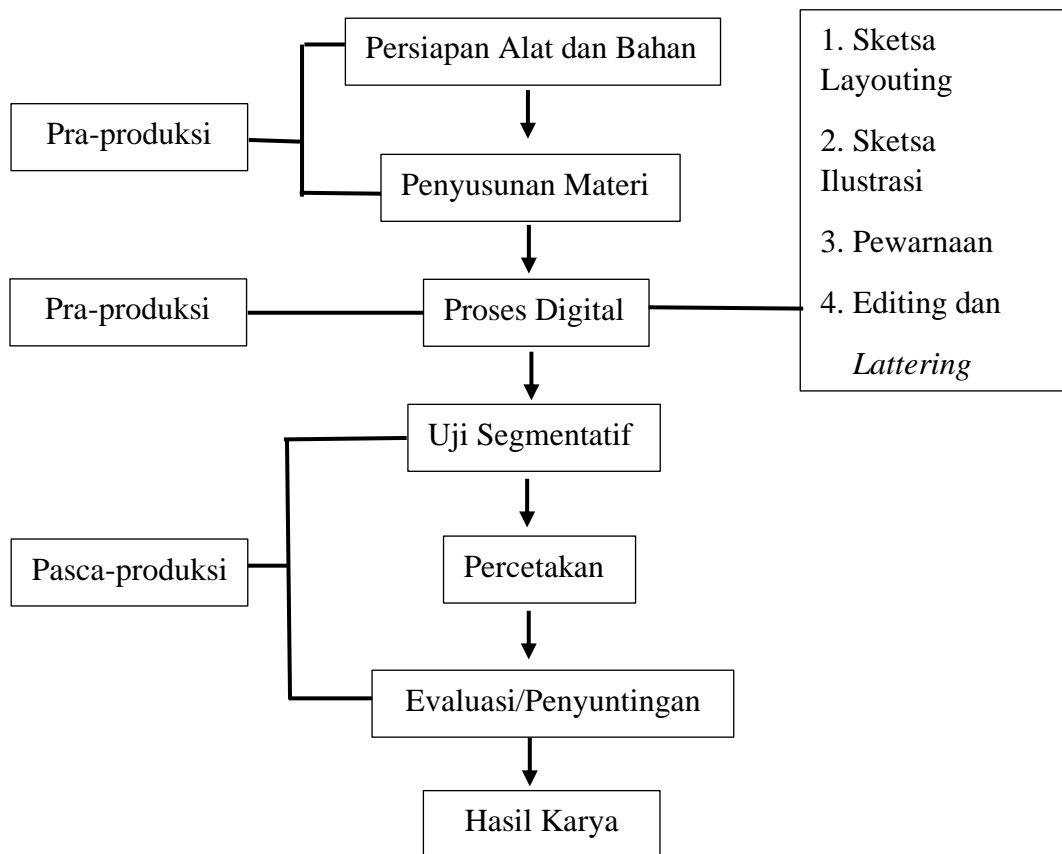 Persiapan Alat dan Bahan
1. Sketsa
Layouting
2. Sketsa
Ilustrasi
3. Pewarnaan
4. Editing dan
Lattering
Pra-produksi
Penyusunan Materi
Pra-produksi
Proses Digital
Uji Segmentatif
Pasca-produksi
Percetakan
Evaluasi/Penyuntingan
Hasil Karya